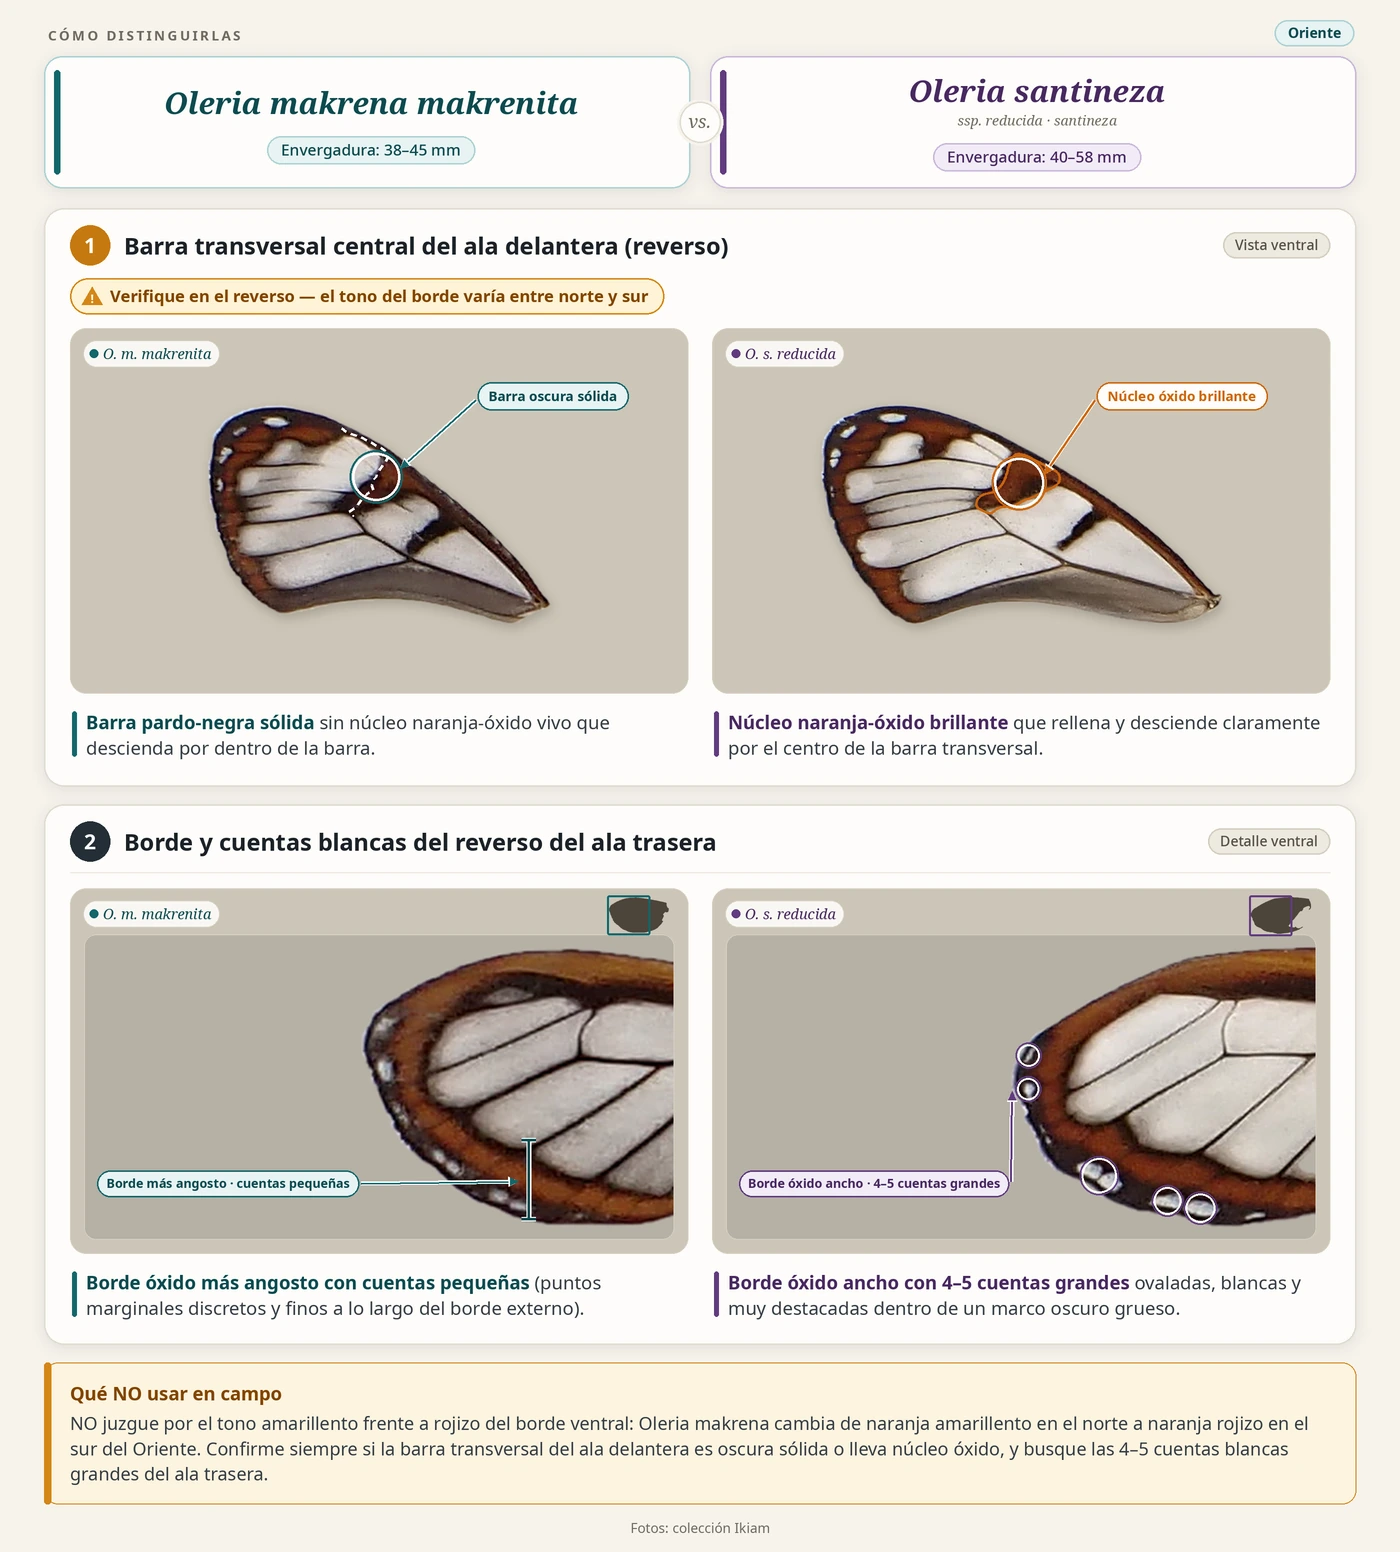 CÓMO DISTINGUIRLAS
Oriente
Oleria makrena makrenita
Envergadura: 38–45 mm
vs.
Oleria santineza
ssp. reducida · santineza
Envergadura: 40–58 mm
1 Barra transversal central del ala delantera (reverso)
Vista ventral
Verifique en el reverso — el tono del borde varía entre norte y sur
O. m. makrenita
Barra oscura sólida
O. s. reducida
Núcleo óxido brillante
Barra pardo-negra sólida sin núcleo naranja-óxido vivo que
descienda por dentro de la barra.
Núcleo naranja-óxido brillante que rellena y desciende claramente
por el centro de la barra transversal.
2 Borde y cuentas blancas del reverso del ala trasera
Detalle ventral
O. m. makrenita
Borde más angosto · cuentas pequeñas
O. s. reducida
Borde óxido ancho · 4–5 cuentas grandes
Borde óxido más angosto con cuentas pequeñas (puntos
marginales discretos y finos a lo largo del borde externo).
Borde óxido ancho con 4–5 cuentas grandes ovaladas, blancas y
muy destacadas dentro de un marco oscuro grueso.
Qué NO usar en campo
NO juzgue por el tono amarillento frente a rojizo del borde ventral: Oleria makrena cambia de naranja amarillento en el norte a naranja rojizo en el
sur del Oriente. Confirme siempre si la barra transversal del ala delantera es oscura sólida o lleva núcleo óxido, y busque las 4–5 cuentas blancas
grandes del ala trasera.
Fotos: colección Ikiam